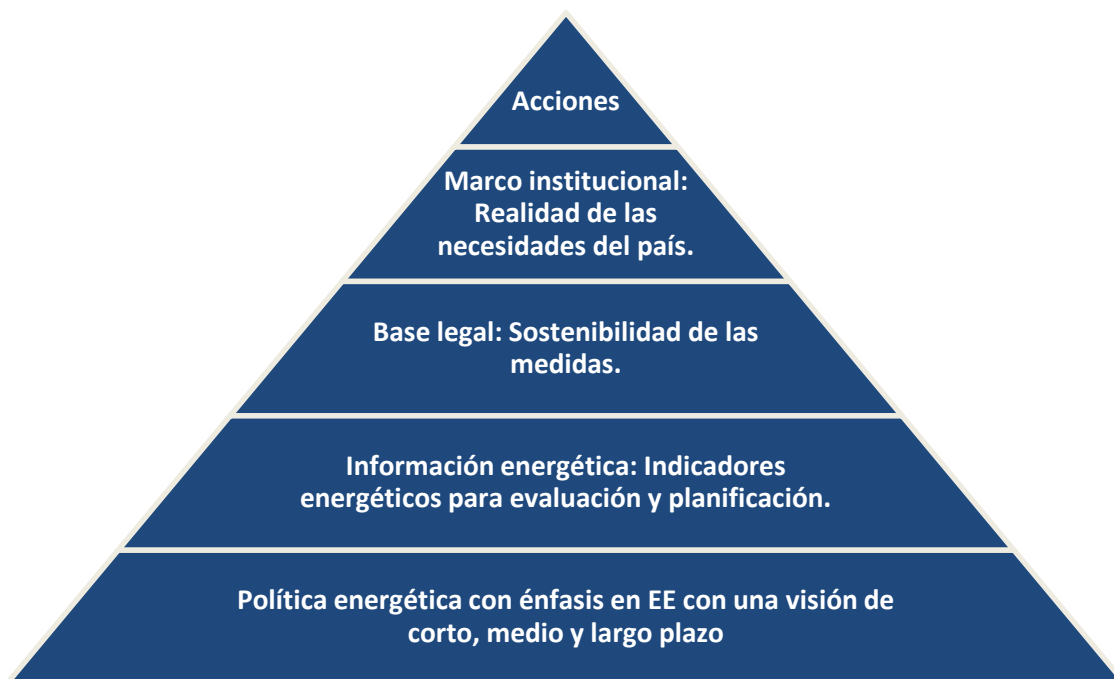 Acciones
Marco institucional:
Realidad de las
necesidades del país.
Base legal: Sostenibilidad de las
medidas.
Información energética: Indicadores
energéticos para evaluación y planificación.
Política energética con énfasis en EE con una visión de
corto, medio y largo plazo